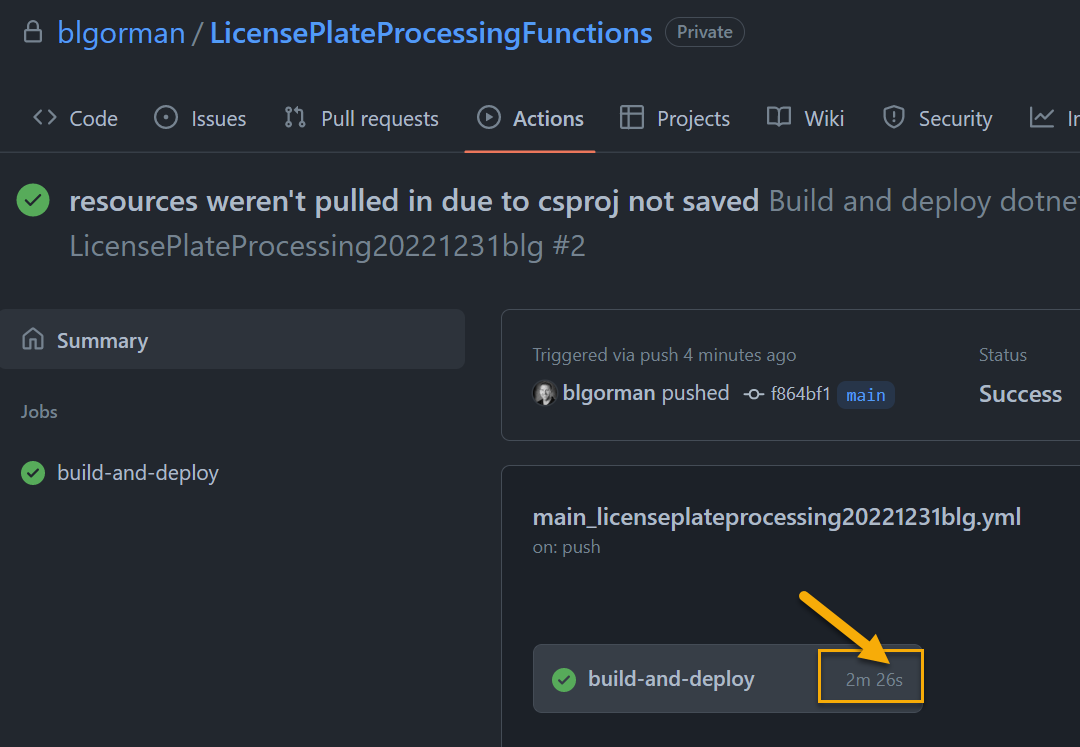 blgorman / LicensePlateProcessingFunctions Private
Code Issues Pull requests Actions Projects Wiki Security
resources weren't pulled in due to csproj not saved Build and deploy dotne
LicensePlateProcessing20221231blg #2
Summary
Jobs
build-and-deploy
Triggered via push 4 minutes ago
blgorman pushed f864bf1 main
Status
Success
main_licenseplateprocessing20221231blg.yml
on: push
build-and-deploy 2m 26s